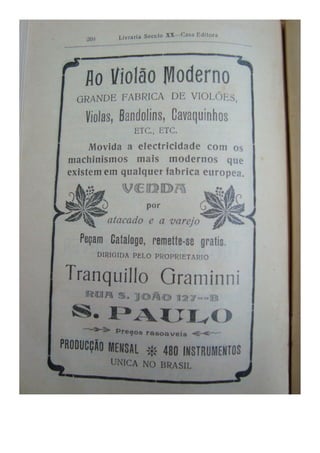 Livraria Seculo XX—Casa Editora
Ao Violão Moderno
GRANDE FABRICA DE VIOLÕES,
Violas, Bandolins, Cavaquinhos
ETC., ETC.
Movida a electricidade com os
machinismos mais modernos que
existem em qualquer fabrica europea.
VENDA
por
atacado e a varejo
Peçam Catalogo, remette-se gratis.
DIRIGIDA PELO PROPRIETARIO
Tranquillo Graminni
RUA S. JOÃO 127--B
S. PAULO
Preços rasoaveis
PRODUCÇÃO MENSAL 480 INSTRUMENTOS
UNICA NO BRASIL